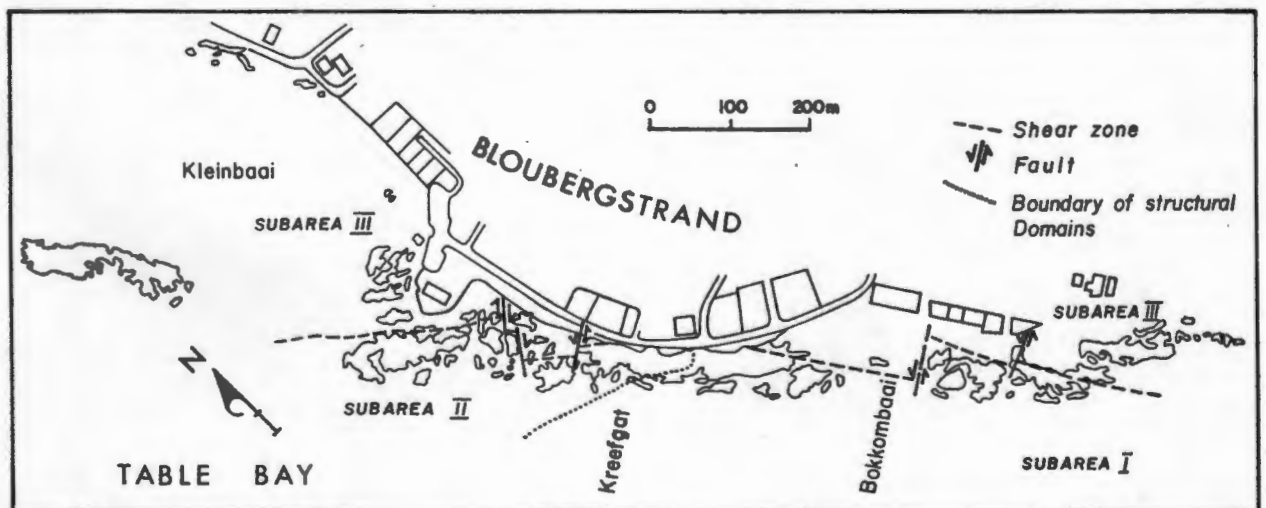 0 100 200m
Shear zone
Fault
Boundary of structural
Domains
BLOUBERGSTRAND
Kleinbaai
SUBAREA III
SUBAREA III
N
SUBAREA II
Kreefgat
Bokkombaai
SUBAREA I
TABLE BAY